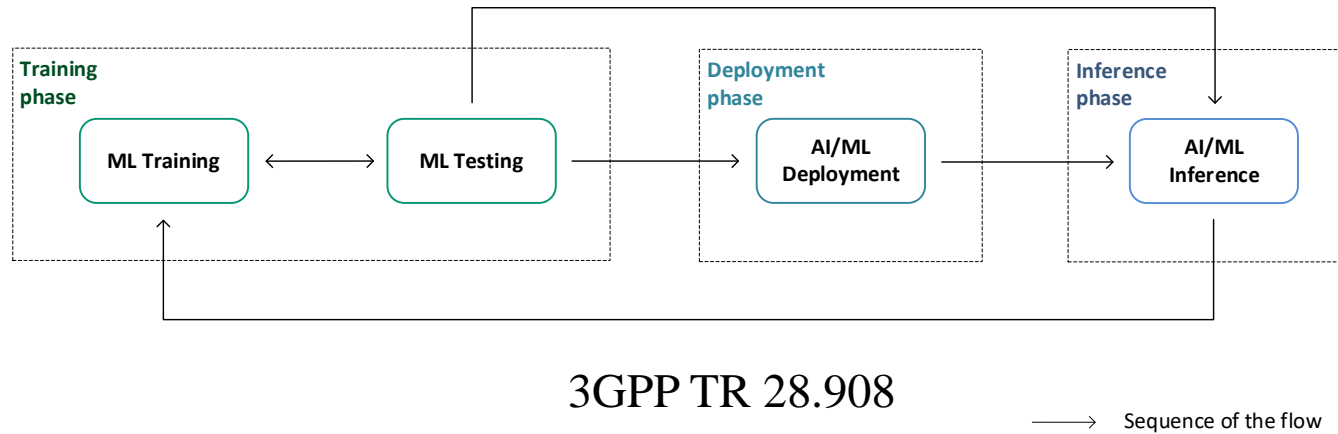 Training
phase
ML Training
ML Testing
Deployment
phase
AI/ML
Deployment
Inference
phase
AI/ML
Inference
3GPP TR 28.908
Sequence of the flow